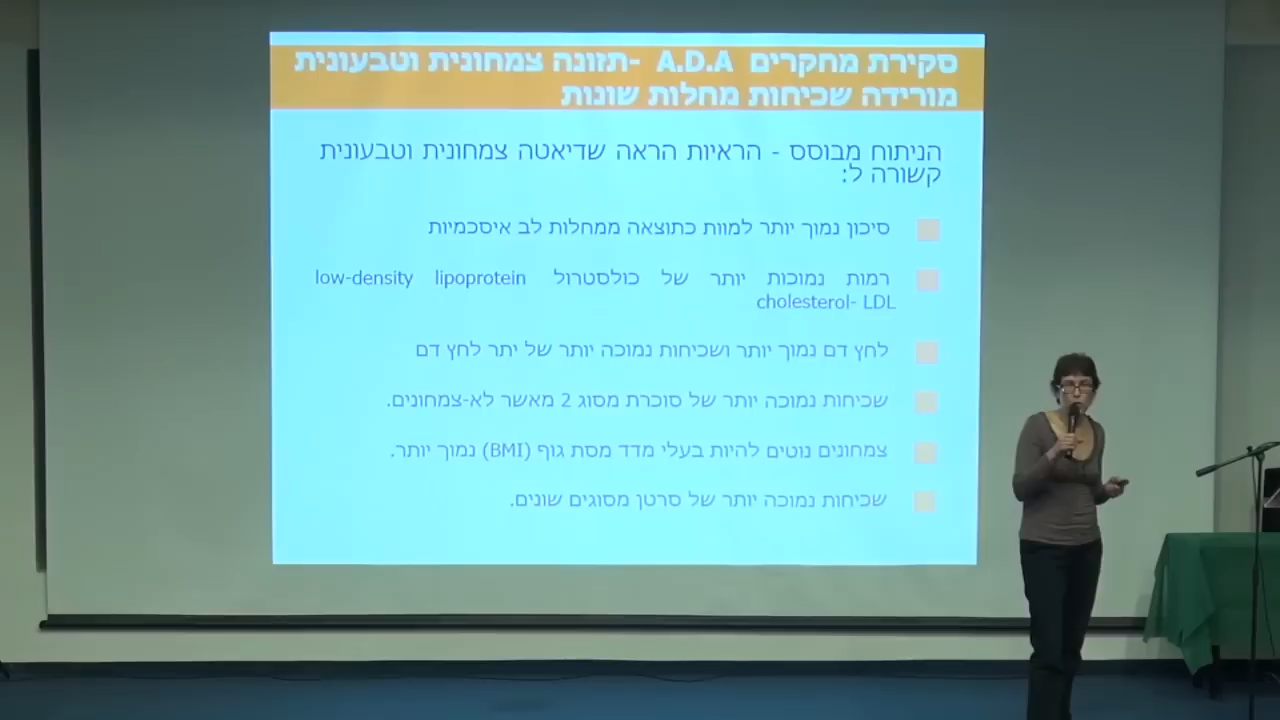 סקירת מחקרים A.D.A -תזונה צמחונית וטבעונית
מורידה שכיחות מחלות שונות
הניתוח מבוסס - הראיות הראה שדיאטה צמחונית וטבעונית
קשורה ל:
סיכון נמוך יותר למוות כתוצאה ממחלות לב איסכמיות
רמות נמוכות יותר של כולסטרול low-density lipoprotein
cholesterol- LDL
לחץ דם נמוך יותר ושכיחות נמוכה יותר של יתר לחץ דם
שכיחות נמוכה יותר של סוכרת מסוג 2 מאשר לא-צמחונים.
צמחונים נוטים להיות בעלי מדד מסת גוף (BMI) נמוך יותר.
שכיחות נמוכה יותר של סרטן מסוגים שונים.